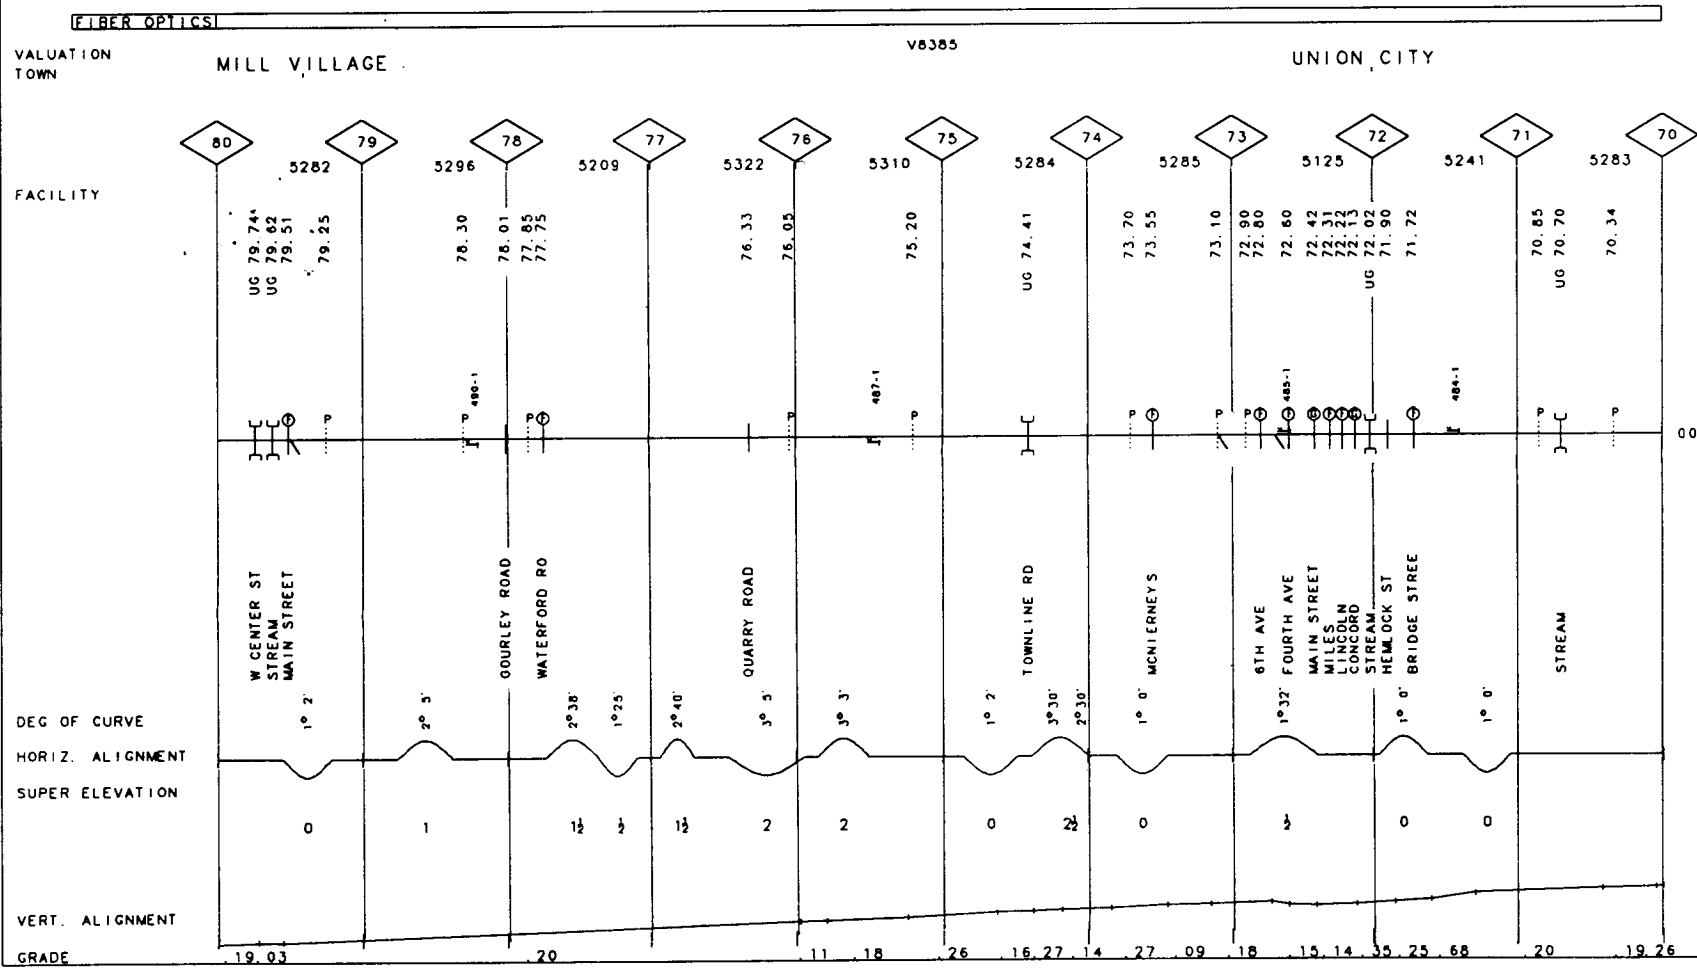 FIBER OPTICS
VALUATION V8385
TOWN MILL VILLAGE UNION CITY
80 79 78 77 76 75 74 73 72 71 70
5282 5296 5209 5322 5310 5284 5285 5125 5241 5283
FACILITY
UG 79.74
UG 79.62
79.51
79.25
78.30
78.01
77.85
77.75
76.33
76.05
75.20
UG 74.41
73.70
73.55
73.10
72.90
72.80
72.60
72.42
72.31
72.22
72.13
UG 72.02
71.90
71.72
70.85
UG 70.70
70.34
490-1 487-1 485-1 484-1
F P P P F P P P F P P F F G F F G F P P
00
W CENTER ST
STREAM
MAIN STREET
GOURLEY ROAD
WATERFORD RD
QUARRY ROAD
TOWNLINE RD
MCNIERNEYS
6TH AVE
FOURTH AVE
MAIN STREET
MILES
LINCOLN
CONCORD
STREAM
HEMLOCK ST
BRIDGE STREE
STREAM
DEG OF CURVE 1° 2' 2° 5' 2°38' 1°25' 2°40' 3° 5' 3° 3' 1° 2' 3°30' 2°30' 1° 0' 1°32' 1° 0' 1° 0'
HORIZ. ALIGNMENT
SUPER ELEVATION
0 1 1½ ½ 1½ 2 2 0 2½ 0 ½ 0 0
VERT. ALIGNMENT
GRADE .19 .03 .20 .11 .18 .26 .16 .27 .14 .27 .09 .18 .15 .14 .35 .25 .68 .20 .19 .26